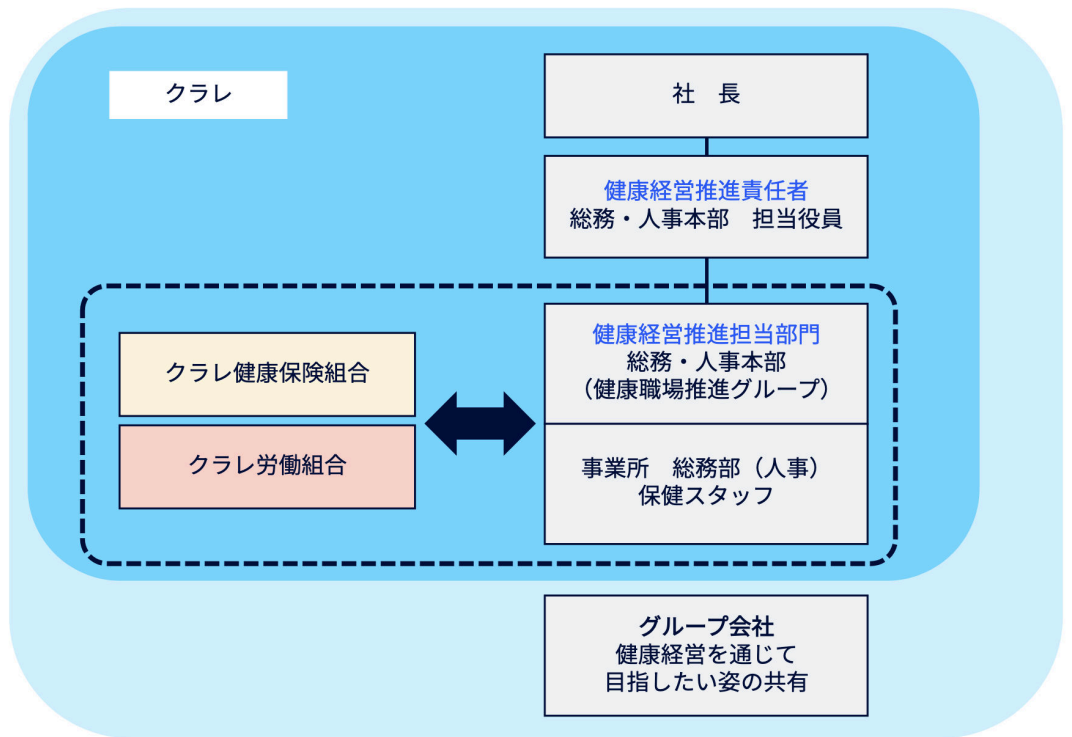 クラレ
社　長
健康経営推進責任者
総務・人事本部　担当役員
健康経営推進担当部門
総務・人事本部
（健康職場推進グループ）
クラレ健康保険組合
クラレ労働組合
事業所　総務部（人事）
保健スタッフ
グループ会社
健康経営を通じて
目指したい姿の共有